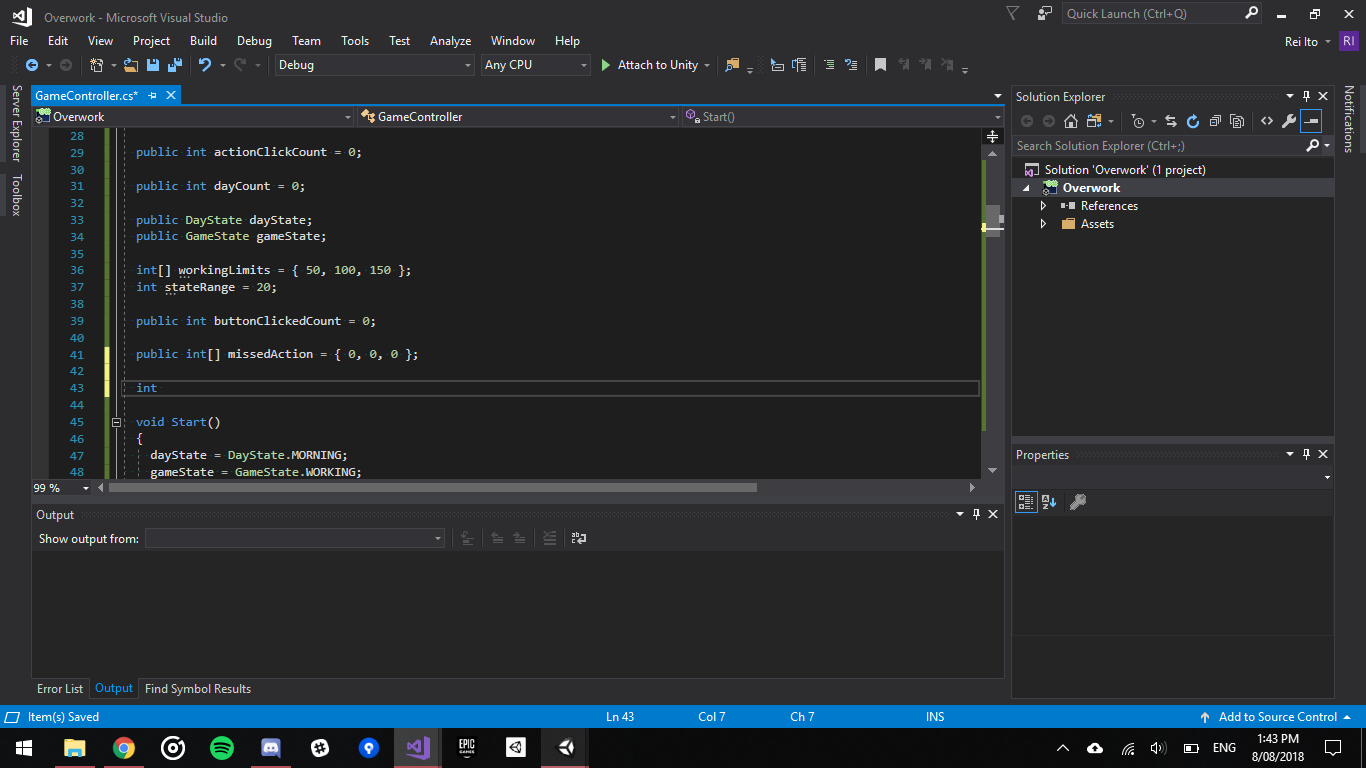 Overwork - Microsoft Visual Studio
Quick Launch (Ctrl+Q)
File Edit View Project Build Debug Team Tools Test Analyze Window Help
Rei Ito RI
Debug Any CPU Attach to Unity
Server Explorer
Toolbox
GameController.cs*
Overwork GameController Start()
28
29 public int actionClickCount = 0;
30
31 public int dayCount = 0;
32
33 public DayState dayState;
34 public GameState gameState;
35
36 int[] workingLimits = { 50, 100, 150 };
37 int stateRange = 20;
38
39 public int buttonClickedCount = 0;
40
41 public int[] missedAction = { 0, 0, 0 };
42
43 int
44
45 void Start()
46 {
47 dayState = DayState.MORNING;
48 gameState = GameState.WORKING;
99 %
Output
Show output from:
Error List Output Find Symbol Results
Solution Explorer
Search Solution Explorer (Ctrl+;)
Solution 'Overwork' (1 project)
Overwork
References
Assets
Properties
Notifications
Item(s) Saved Ln 43 Col 7 Ch 7 INS Add to Source Control
EPIC
GAMES
ENG
1:43 PM
8/08/2018